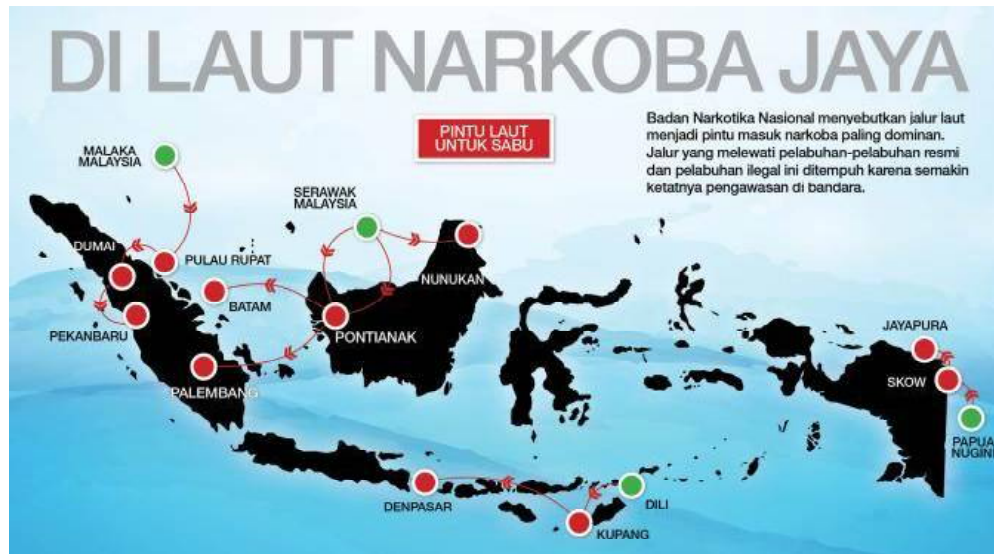 DI LAUT NARKOBA JAYA
Badan Narkotika Nasional menyebutkan jalur laut
menjadi pintu masuk narkoba paling dominan.
Jalur yang melewati pelabuhan-pelabuhan resmi
dan pelabuhan ilegal ini ditempuh karena semakin
ketatnya pengawasan di bandara.
PINTU LAUT
UNTUK SABU
MALAKA
MALAYSIA
SERAWAK
MALAYSIA
DUMAI
PULAU RUPAT
NUNUKAN
BATAM
PEKANBARU
PONTIANAK
JAYAPURA
PALEMBANG
SKOW
PAPUA
NUGINI
DENPASAR
DILI
KUPANG